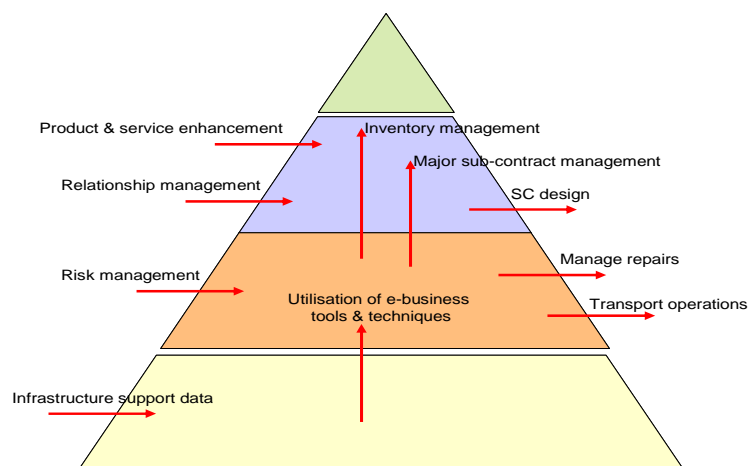 Product & service enhancement
Inventory management
Major sub-contract management
Relationship management
SC design
Risk management
Manage repairs
Utilisation of e-business
tools & techniques
Transport operations
Infrastructure support data